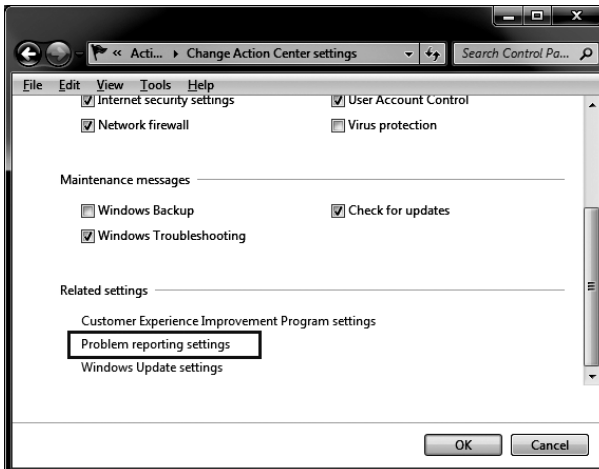 « Acti... ▸ Change Action Center settings Search Control Pa...
File Edit View Tools Help
Internet security settings User Account Control
Network firewall Virus protection
Maintenance messages
Windows Backup Check for updates
Windows Troubleshooting
Related settings
Customer Experience Improvement Program settings
Problem reporting settings
Windows Update settings
OK Cancel